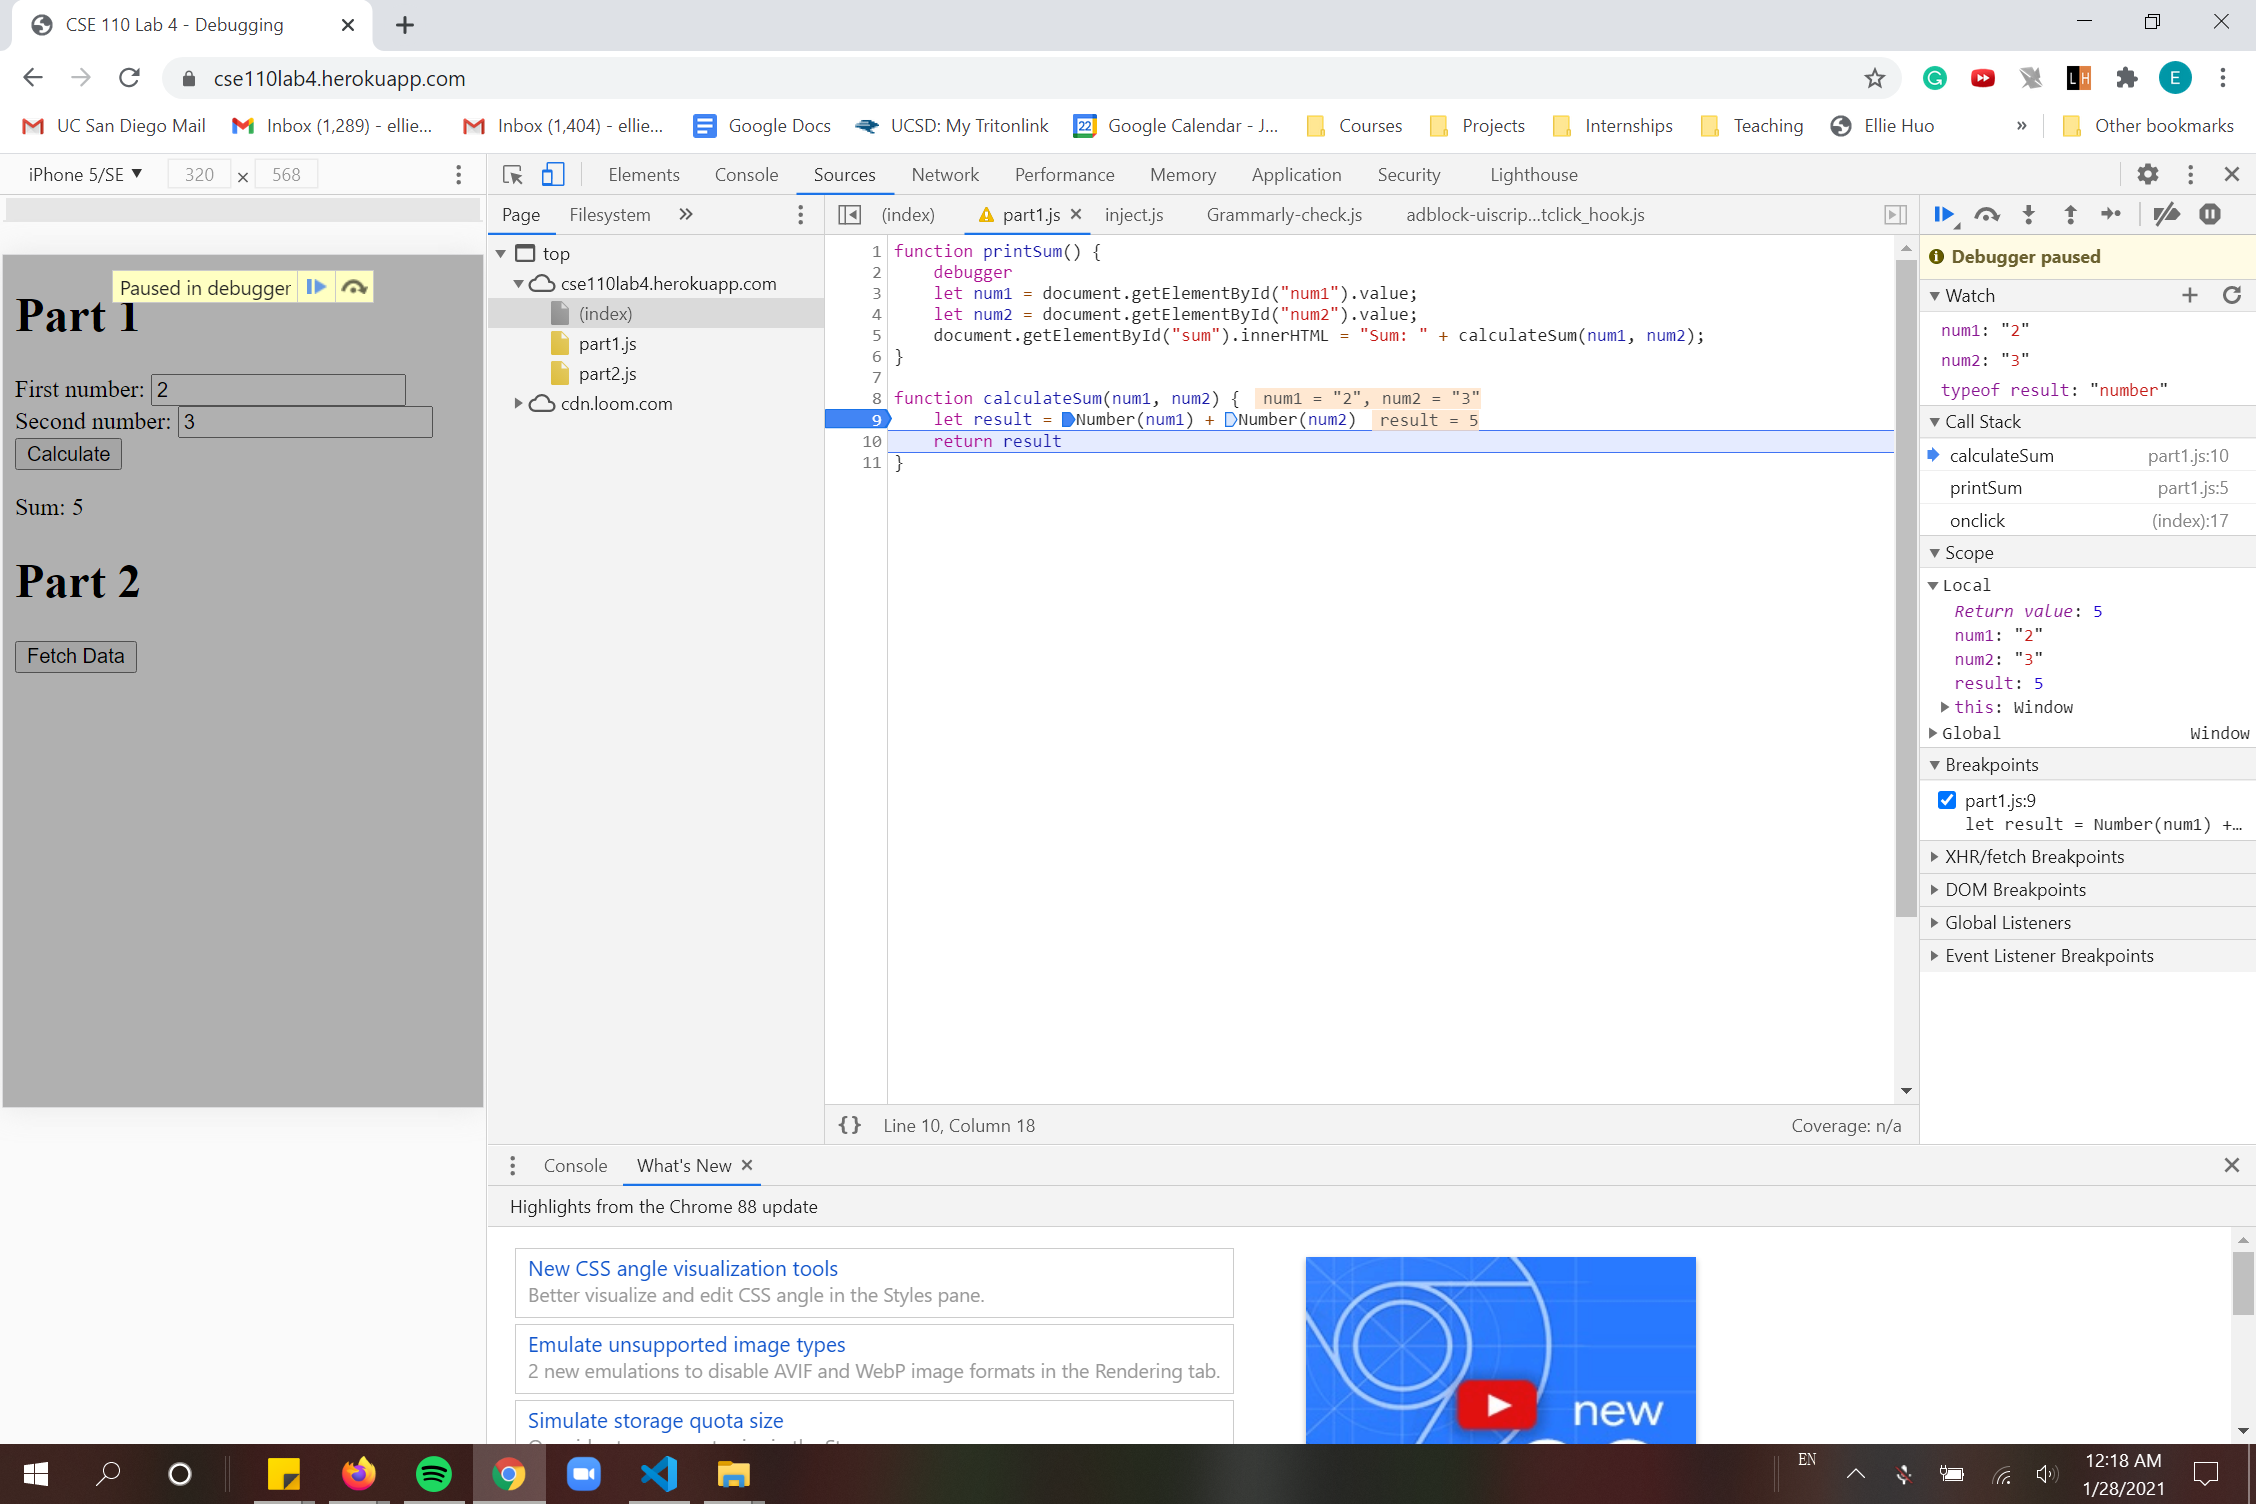 CSE 110 Lab 4 - Debugging
cse110lab4.herokuapp.com
E
UC San Diego Mail
Inbox (1,289) - ellie...
Inbox (1,404) - ellie...
Google Docs
UCSD: My Tritonlink
22
Google Calendar - J...
Courses
Projects
Internships
Teaching
Ellie Huo
»
Other bookmarks
iPhone 5/SE
320 × 568
Elements
Console
Sources
Network
Performance
Memory
Application
Security
Lighthouse
Page
Filesystem
»
(index)
part1.js
inject.js
Grammarly-check.js
adblock-uiscrip...tclick_hook.js
Paused in debugger
Part 1
First number: 2
Second number: 3
Calculate
Sum: 5
Part 2
Fetch Data
top
cse110lab4.herokuapp.com
(index)
part1.js
part2.js
cdn.loom.com
1 function printSum() {
2 debugger
3 let num1 = document.getElementById("num1").value;
4 let num2 = document.getElementById("num2").value;
5 document.getElementById("sum").innerHTML = "Sum: " + calculateSum(num1, num2);
6 }
7
8 function calculateSum(num1, num2) { num1 = "2", num2 = "3"
9 let result = Number(num1) + Number(num2) result = 5
10 return result
11 }
{} Line 10, Column 18
Coverage: n/a
Debugger paused
Watch
num1: "2"
num2: "3"
typeof result: "number"
Call Stack
calculateSum part1.js:10
printSum part1.js:5
onclick (index):17
Scope
Local
Return value: 5
num1: "2"
num2: "3"
result: 5
this: Window
Global Window
Breakpoints
part1.js:9
let result = Number(num1) +...
XHR/fetch Breakpoints
DOM Breakpoints
Global Listeners
Event Listener Breakpoints
Console
What's New
Highlights from the Chrome 88 update
New CSS angle visualization tools
Better visualize and edit CSS angle in the Styles pane.
Emulate unsupported image types
2 new emulations to disable AVIF and WebP image formats in the Rendering tab.
Simulate storage quota size
new
EN
12:18 AM
1/28/2021